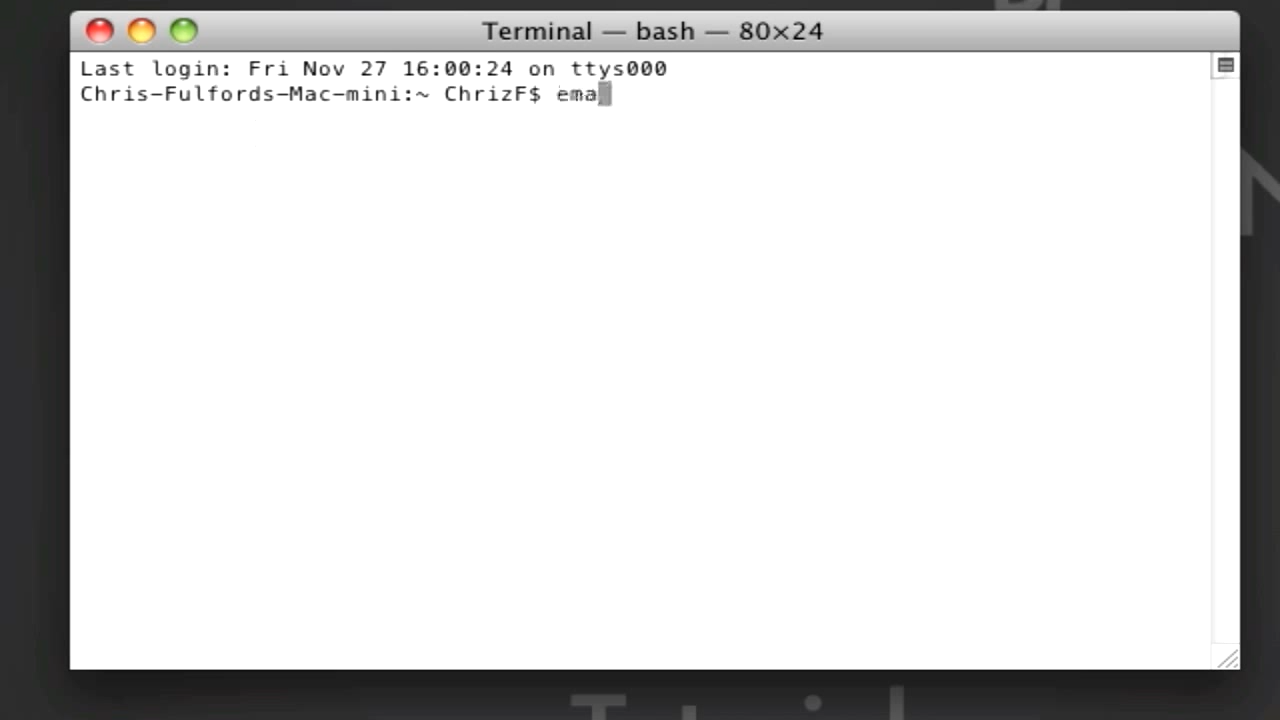 Terminal — bash — 80×24
Last login: Fri Nov 27 16:00:24 on ttys000
Chris-Fulfords-Mac-mini:~ ChrizF$ ema